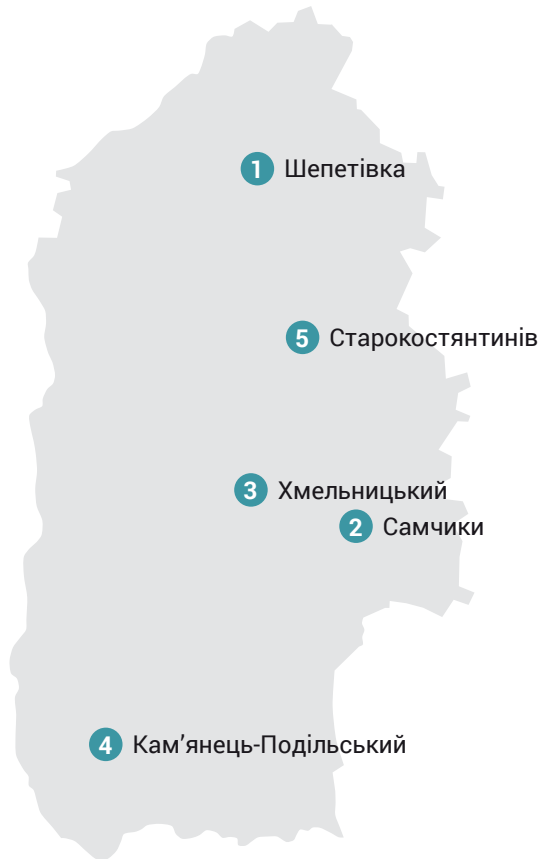 1 Шепетівка
5 Старокостянтинів
3 Хмельницький
2 Самчики
4 Кам’янець-Подільський